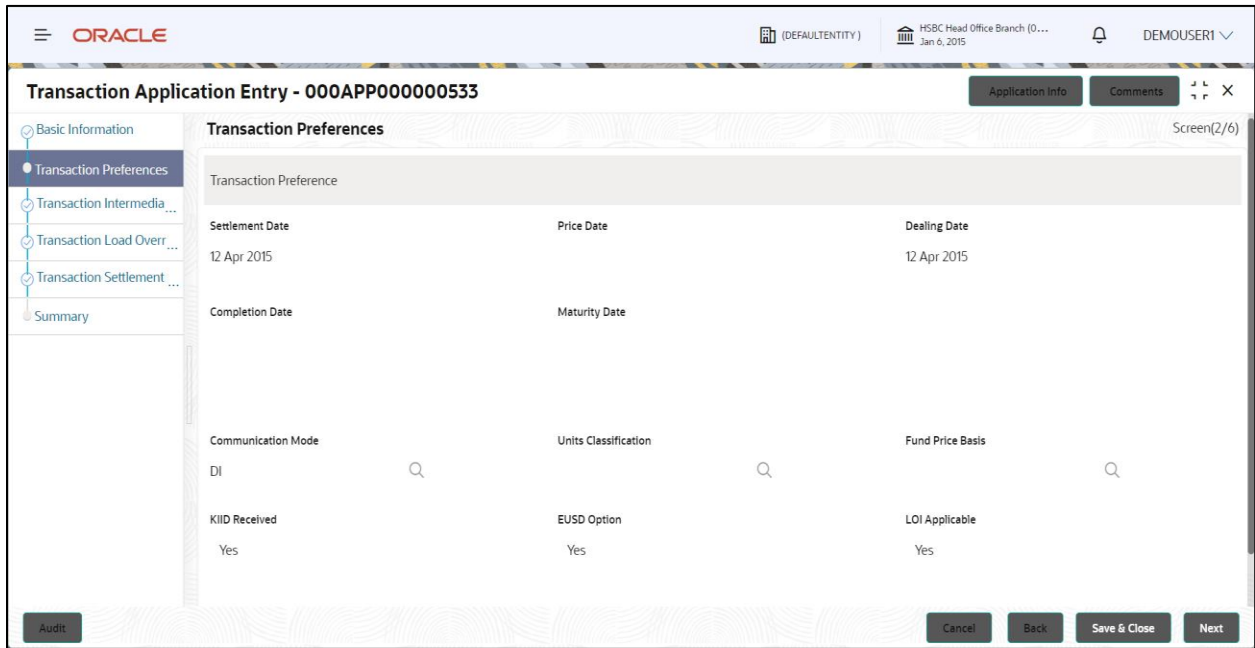 ORACLE
(DEFAULTENTITY)
HSBC Head Office Branch (0...
Jan 6, 2015
DEMOUSER1
Transaction Application Entry - 000APP000000533
Application Info
Comments
Basic Information
Transaction Preferences
Transaction Intermedia...
Transaction Load Overr...
Transaction Settlement...
Summary
Transaction Preferences
Screen(2/6)
Transaction Preference
Settlement Date
Price Date
Dealing Date
12 Apr 2015
12 Apr 2015
Completion Date
Maturity Date
Communication Mode
Units Classification
Fund Price Basis
DI
KIID Received
EUSD Option
LOI Applicable
Yes
Yes
Yes
Audit
Cancel
Back
Save & Close
Next